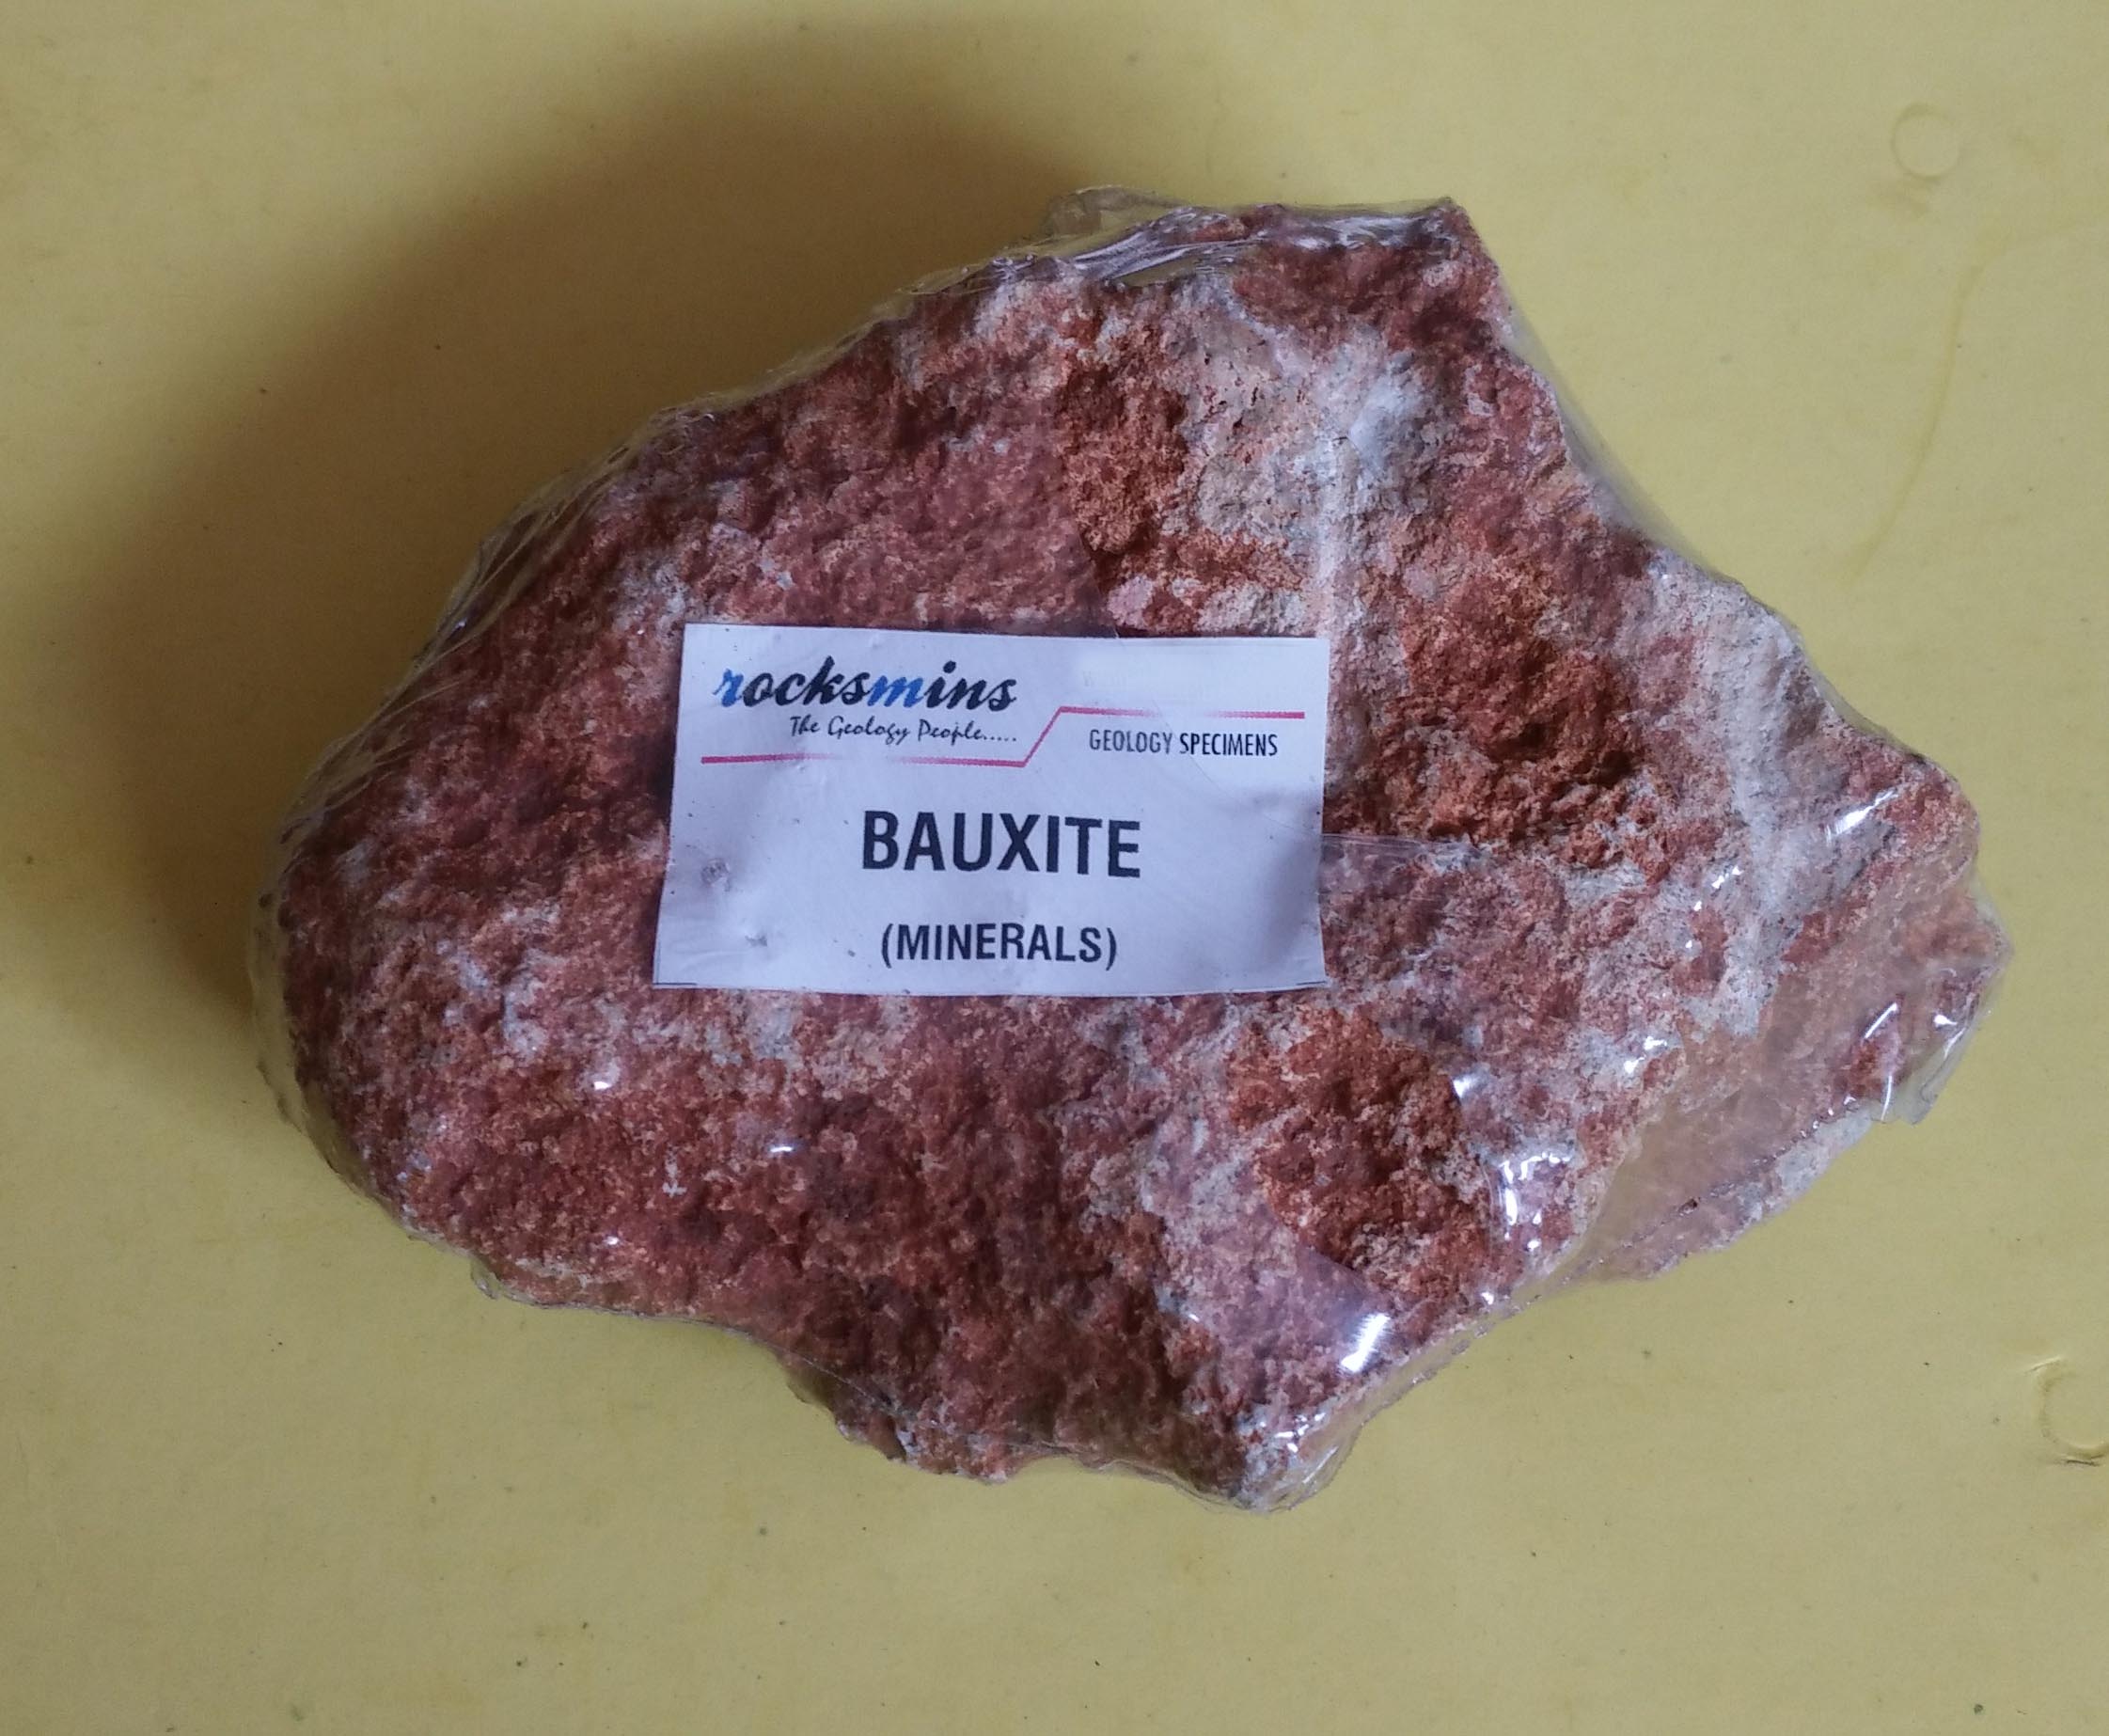 rocksmins
The Geology People.....
GEOLOGY SPECIMENS
BAUXITE
(MINERALS)